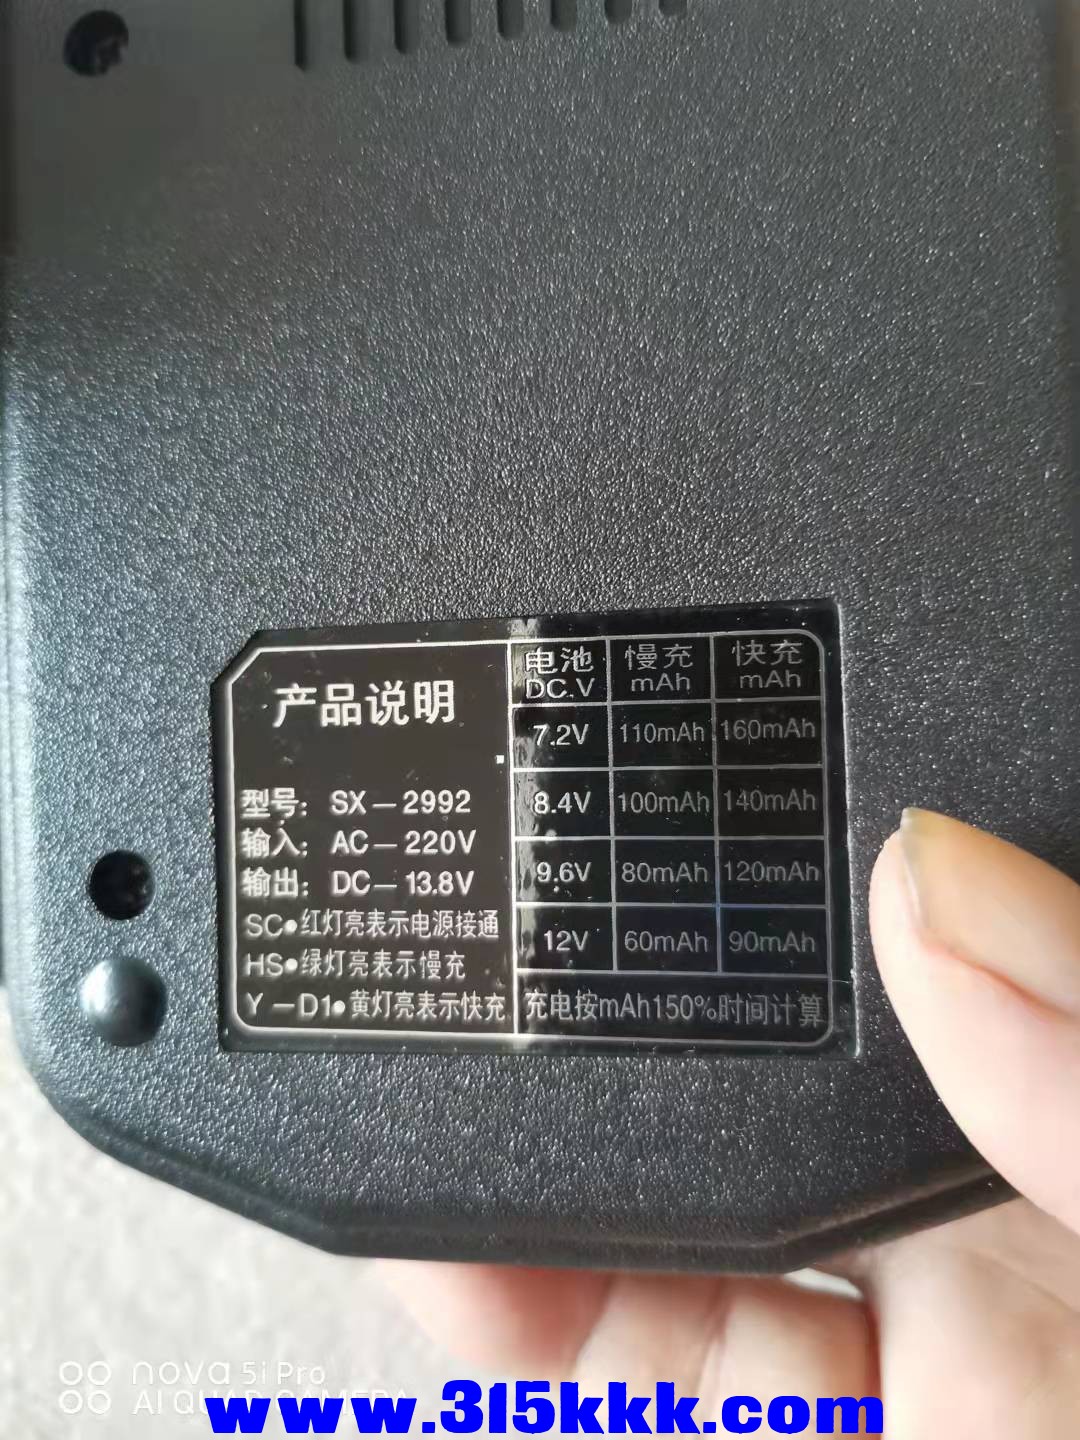 产品说明
型号: SX－2992
输入: AC－220V
输出: DC－13.8V
SC●红灯亮表示电源接通
HS●绿灯亮表示慢充
Y－D1●黄灯亮表示快充
电池 慢充 快充
DC.V mAh mAh
7.2V 110mAh 160mAh
8.4V 100mAh 140mAh
9.6V 80mAh 120mAh
12V 60mAh 90mAh
充电按mAh150%时间计算
nova 5i Pro
AI QUAD CAMERA
www.315kkk.com